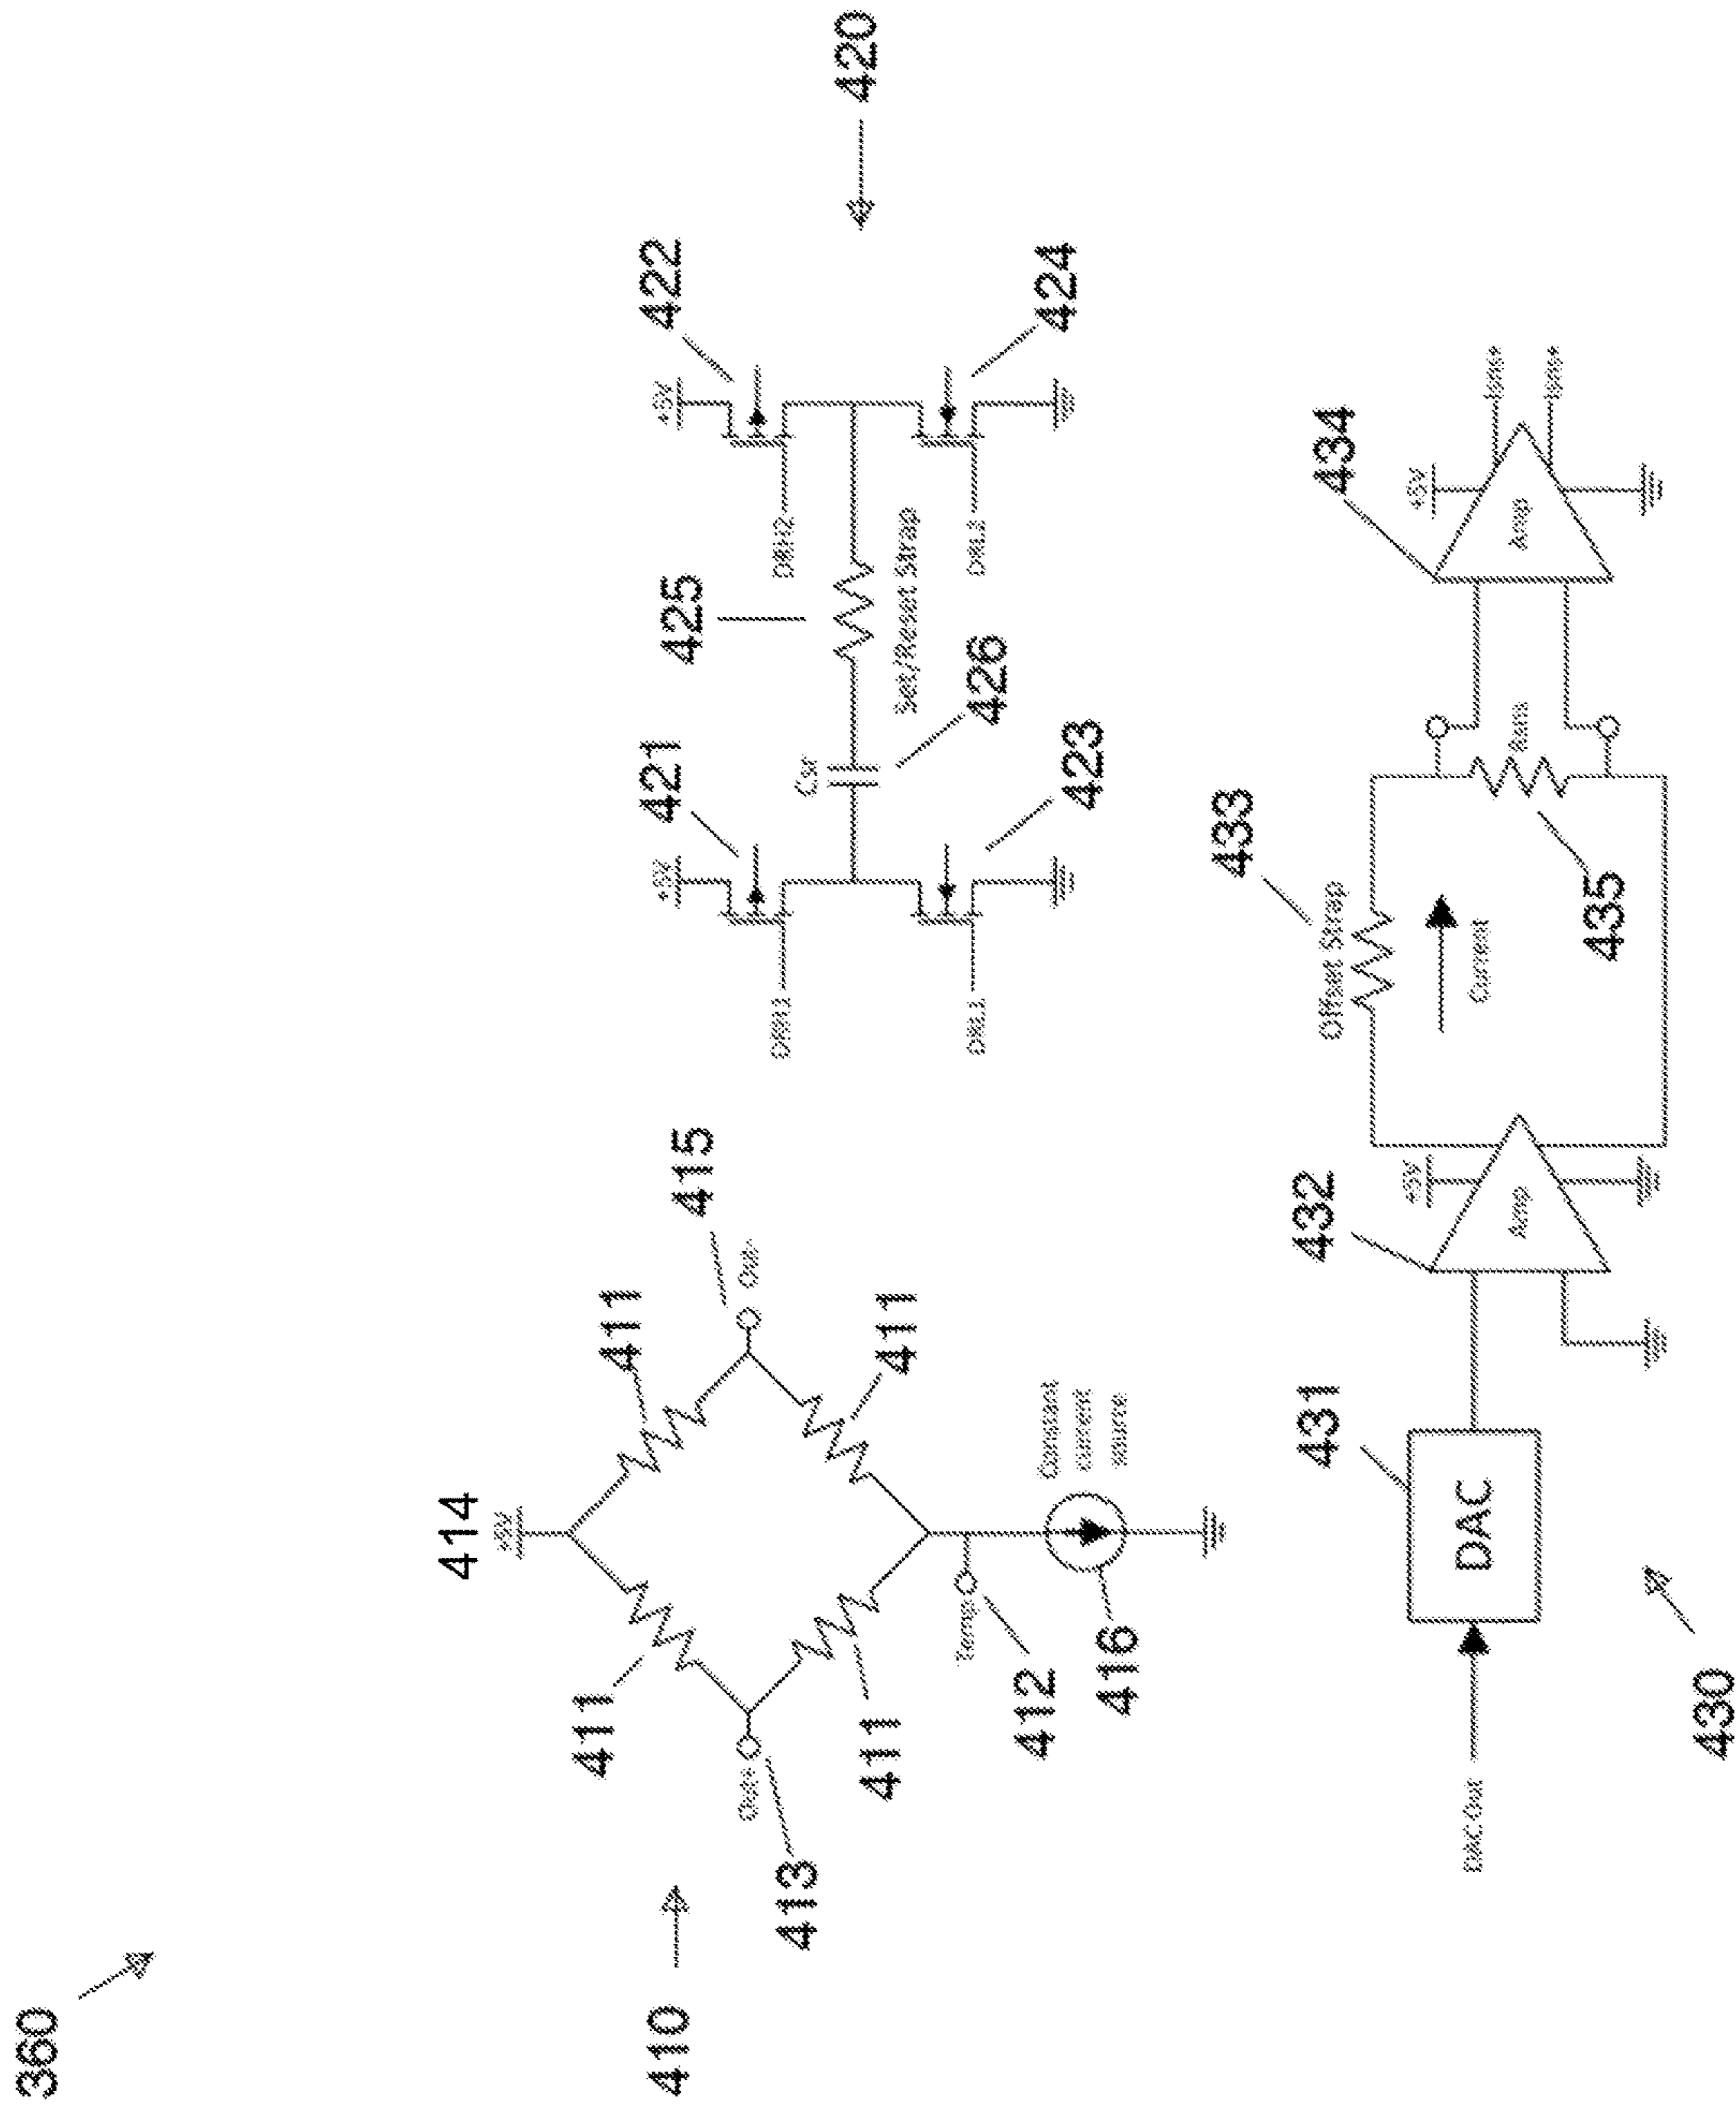 360
410
420
430
414
+5V
411
411
411
411
Out+
413
Out-
415
Temp
412
Constant
current
source
416
+5V
421
+5V
422
DRH2
425
Csr
Set/Reset Strap
426
423
424
DAC Out
DAC
431
432
+5V
Amp
Offset Strap
433
Current
435
434
+5V
Amp